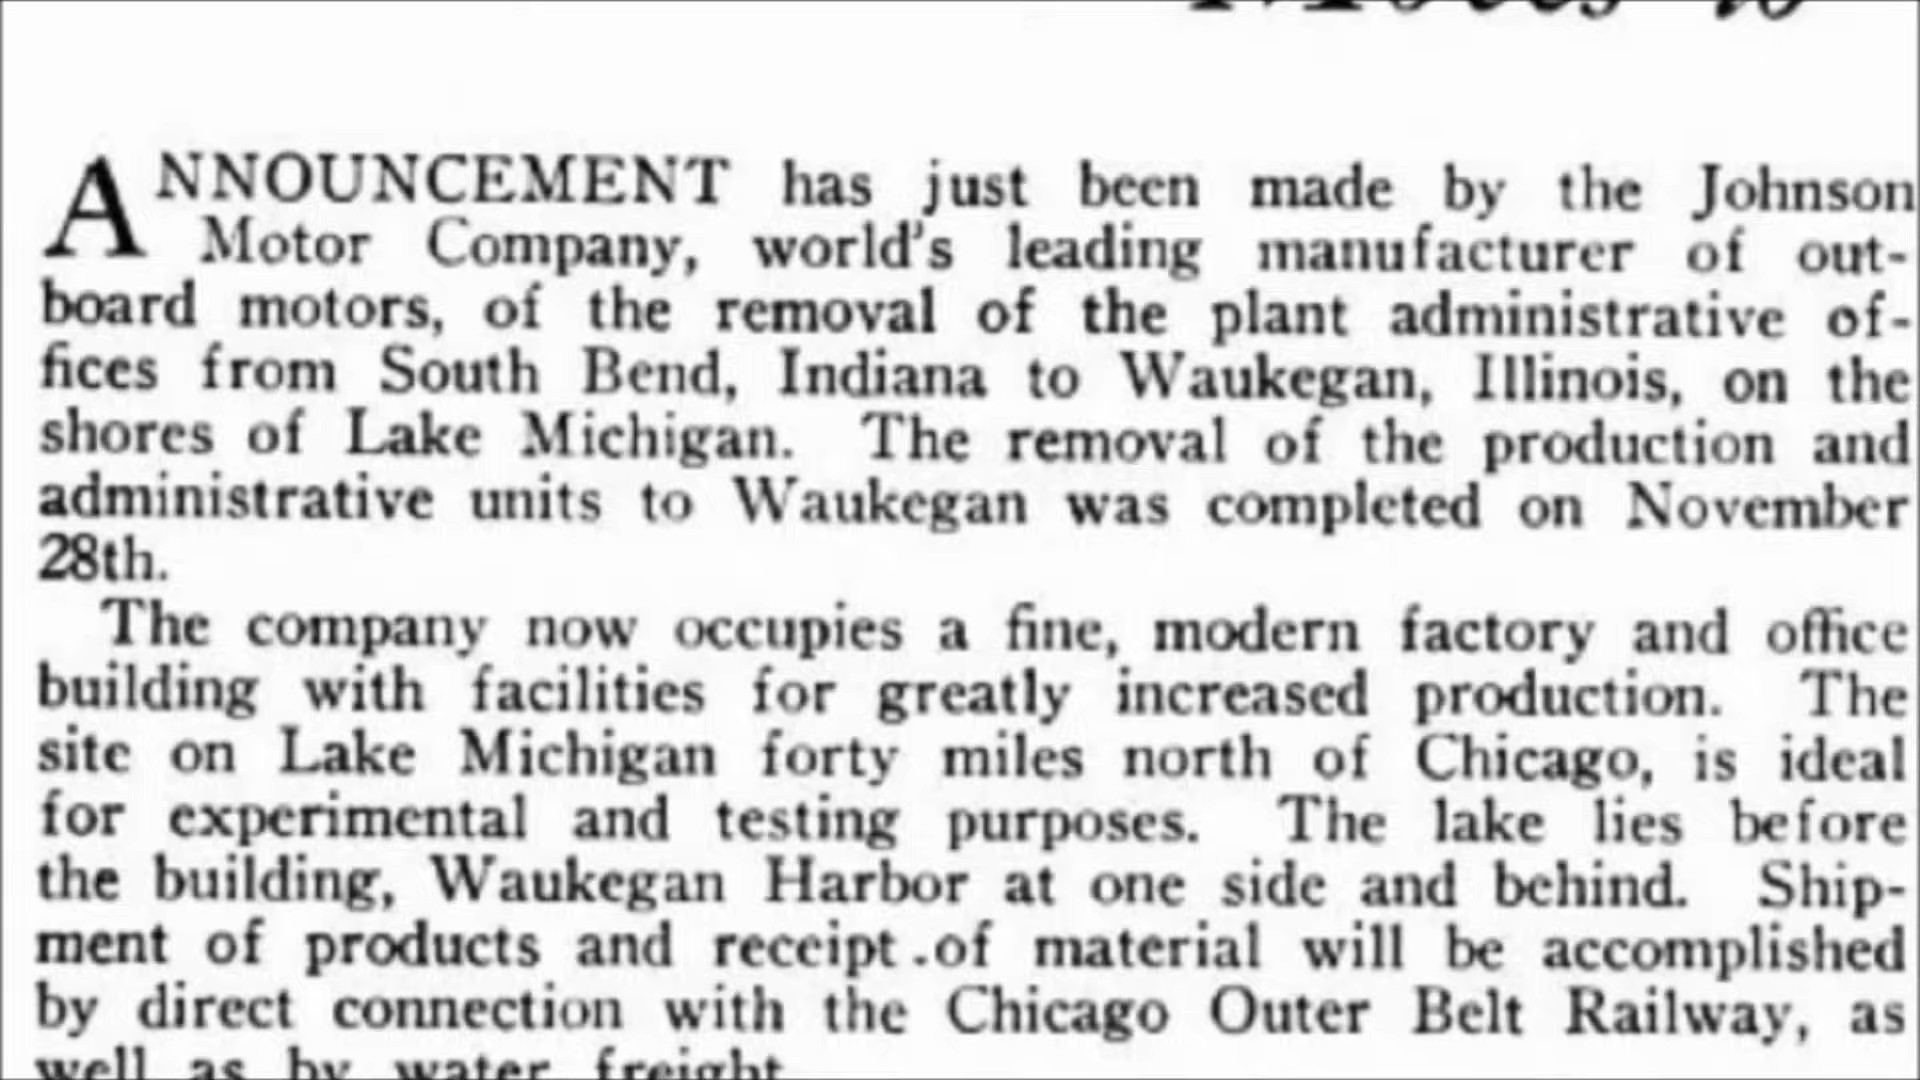 ANNOUNCEMENT has just been made by the Johnson
Motor Company, world's leading manufacturer of out-
board motors, of the removal of the plant administrative of-
fices from South Bend, Indiana to Waukegan, Illinois, on the
shores of Lake Michigan. The removal of the production and
administrative units to Waukegan was completed on November
28th.
The company now occupies a fine, modern factory and office
building with facilities for greatly increased production. The
site on Lake Michigan forty miles north of Chicago, is ideal
for experimental and testing purposes. The lake lies before
the building, Waukegan Harbor at one side and behind. Ship-
ment of products and receipt .of material will be accomplished
by direct connection with the Chicago Outer Belt Railway, as
well as by water freight